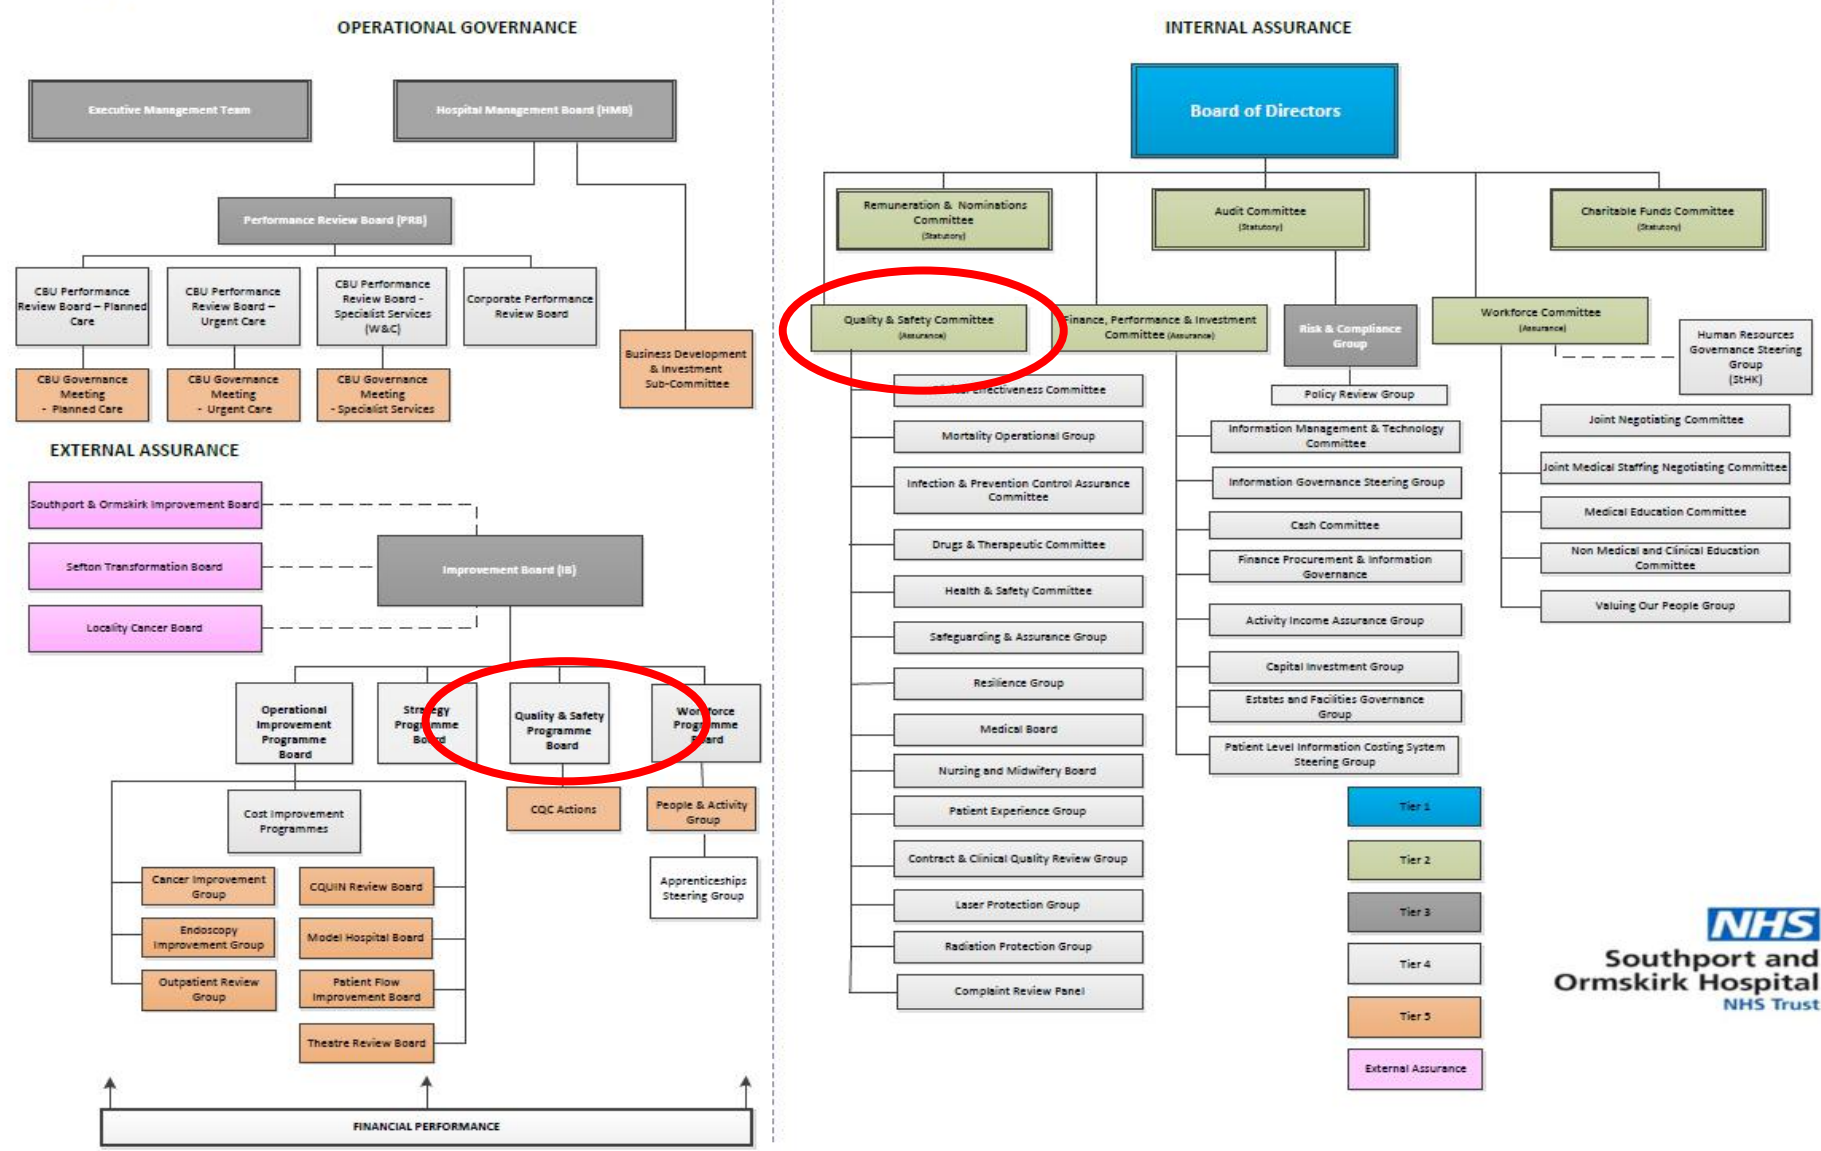 OPERATIONAL GOVERNANCE
Executive Management Team
Hospital Management Board (HMB)
Performance Review Board (PRB)
CBU Performance
Review Board – Planned
Care
CBU Performance
Review Board –
Urgent Care
CBU Performance
Review Board -
Specialist Services
(W&C)
Corporate Performance
Review Board
Business Development
& Investment
Sub-Committee
CBU Governance
Meeting
- Planned Care
CBU Governance
Meeting
- Urgent Care
CBU Governance
Meeting
- Specialist Services
EXTERNAL ASSURANCE
Southport & Ormskirk Improvement Board
Sefton Transformation Board
Locality Cancer Board
Improvement Board (IB)
Operational
Improvement
Programme
Board
Strategy
Programme
Board
Quality & Safety
Programme
Board
Workforce
Programme
Board
Cost Improvement
Programmes
CQC Actions
People & Activity
Group
Apprenticeships
Steering Group
Cancer Improvement
Group
Endoscopy
Improvement Group
Outpatient Review
Group
CQUIN Review Board
Model Hospital Board
Patient Flow
Improvement Board
Theatre Review Board
FINANCIAL PERFORMANCE
INTERNAL ASSURANCE
Board of Directors
Remuneration & Nominations
Committee
(Statutory)
Audit Committee
(Statutory)
Charitable Funds Committee
(Statutory)
Quality & Safety Committee
(Assurance)
Finance, Performance & Investment
Committee (Assurance)
Risk & Compliance
Group
Policy Review Group
Workforce Committee
(Assurance)
Human Resources
Governance Steering
Group
(StHK)
Effectiveness Committee
Mortality Operational Group
Infection & Prevention Control Assurance
Committee
Drugs & Therapeutic Committee
Health & Safety Committee
Safeguarding & Assurance Group
Resilience Group
Medical Board
Nursing and Midwifery Board
Patient Experience Group
Contract & Clinical Quality Review Group
Laser Protection Group
Radiation Protection Group
Complaint Review Panel
Information Management & Technology
Committee
Information Governance Steering Group
Cash Committee
Finance Procurement & Information
Governance
Activity Income Assurance Group
Capital Investment Group
Estates and Facilities Governance
Group
Patient Level Information Costing System
Steering Group
Joint Negotiating Committee
Joint Medical Staffing Negotiating Committee
Medical Education Committee
Non Medical and Clinical Education
Committee
Valuing Our People Group
Tier 1
Tier 2
Tier 3
Tier 4
Tier 5
External Assurance
NHS
Southport and
Ormskirk Hospital
NHS Trust